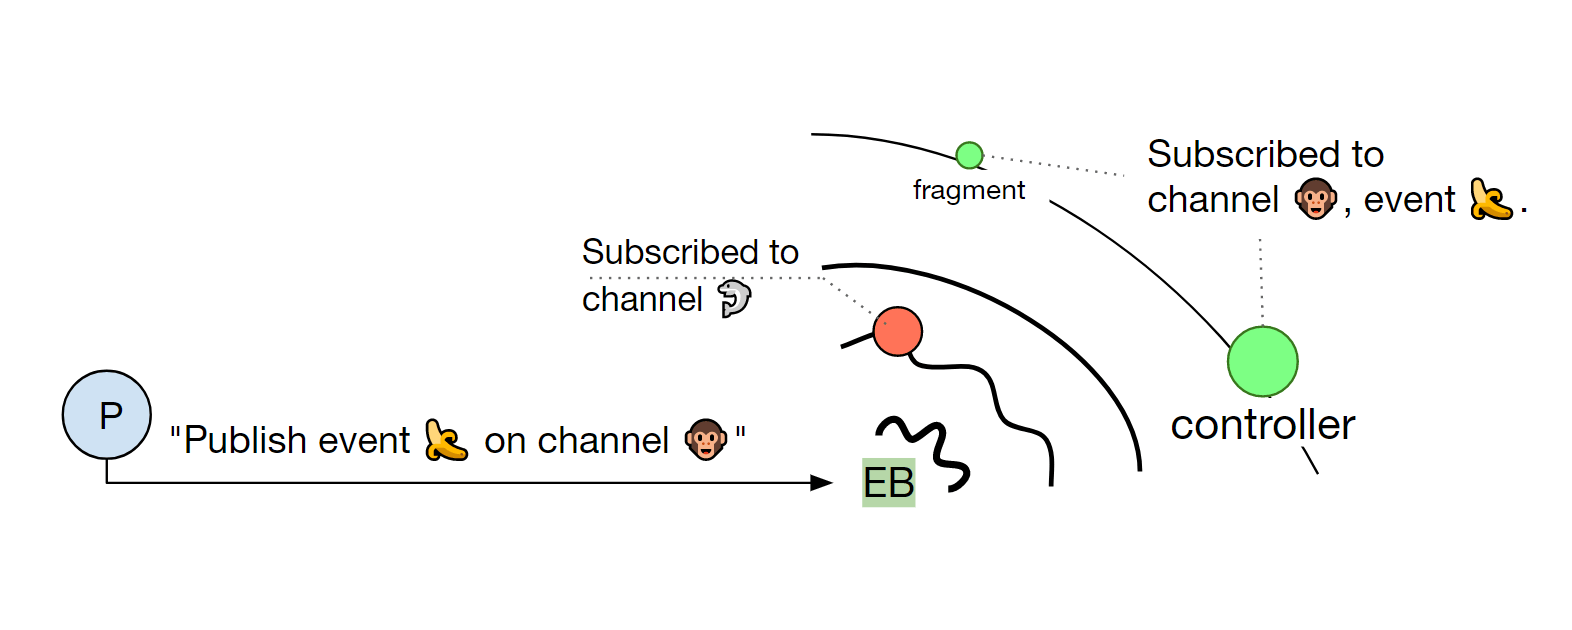 Subscribed to
channel 🐵, event 🍌.
fragment
Subscribed to
channel 🐬
P
"Publish event 🍌 on channel 🐵"
controller
EB